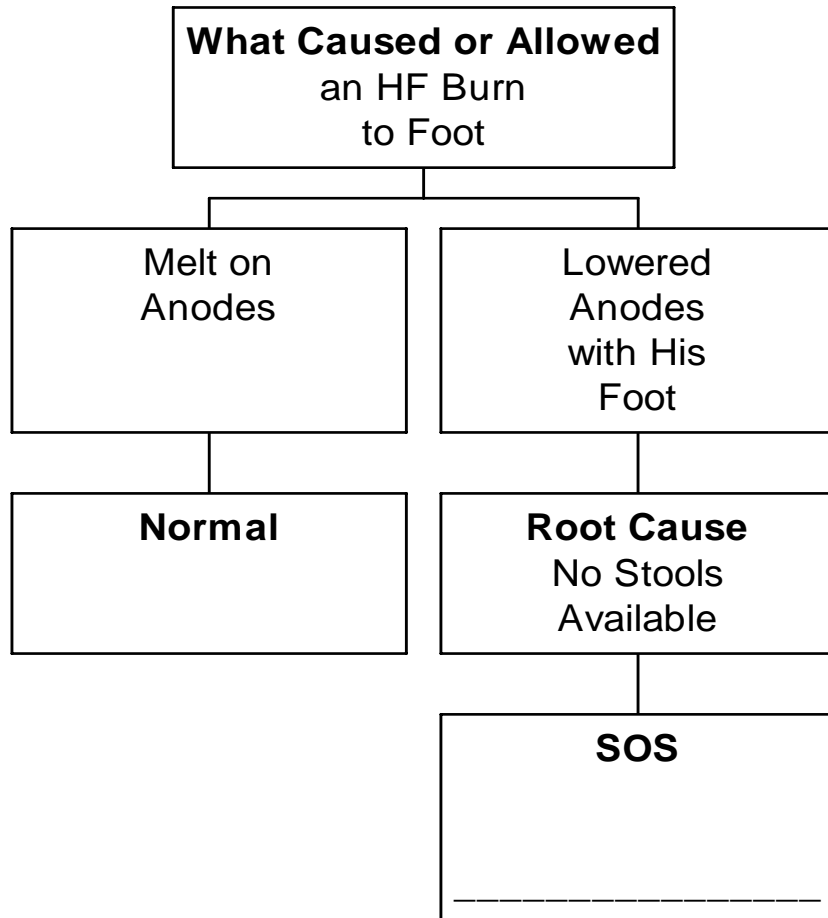 What Caused or Allowed
an HF Burn
to Foot
Melt on
Anodes
Lowered
Anodes
with His
Foot
Normal
Root Cause
No Stools
Available
SOS
________________